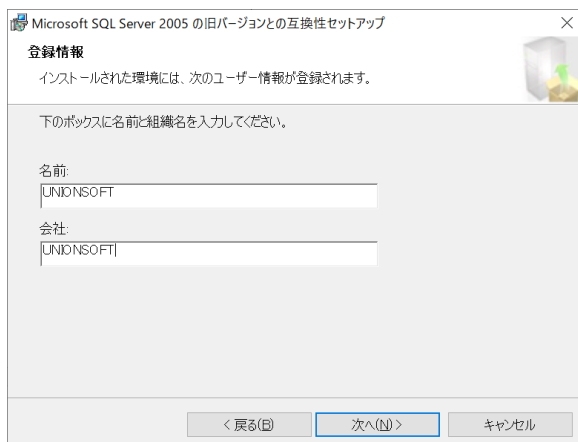 Microsoft SQL Server 2005 の旧バージョンとの互換性セットアップ
登録情報
インストールされた環境には、次のユーザー情報が登録されます。
下のボックスに名前と組織名を入力してください。
名前:
UNIONSOFT
会社:
UNIONSOFT
< 戻る(B)
次へ(N) >
キャンセル